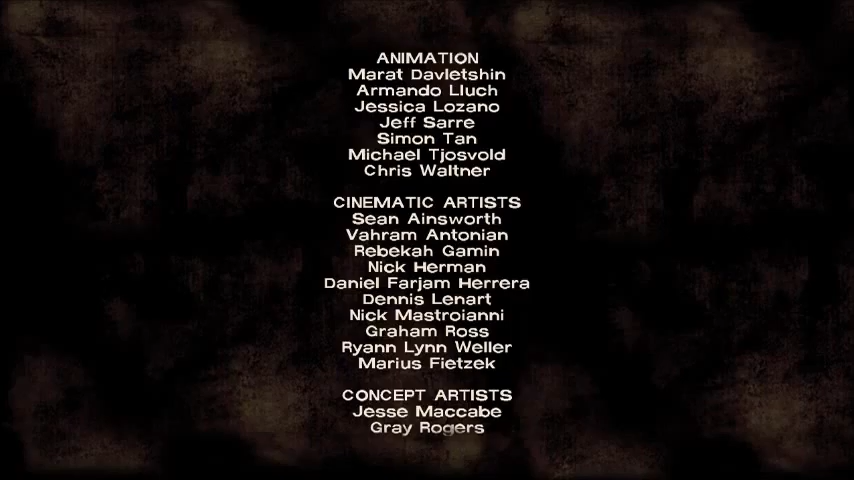 ANIMATION
Marat Davletshin
Armando Lluch
Jessica Lozano
Jeff Sarre
Simon Tan
Michael Tjosvold
Chris Waltner
CINEMATIC ARTISTS
Sean Ainsworth
Vahram Antonian
Rebekah Gamin
Nick Herman
Daniel Farjam Herrera
Dennis Lenart
Nick Mastroianni
Graham Ross
Ryann Lynn Weller
Marius Fietzek
CONCEPT ARTISTS
Jesse Maccabe
Gray Rogers